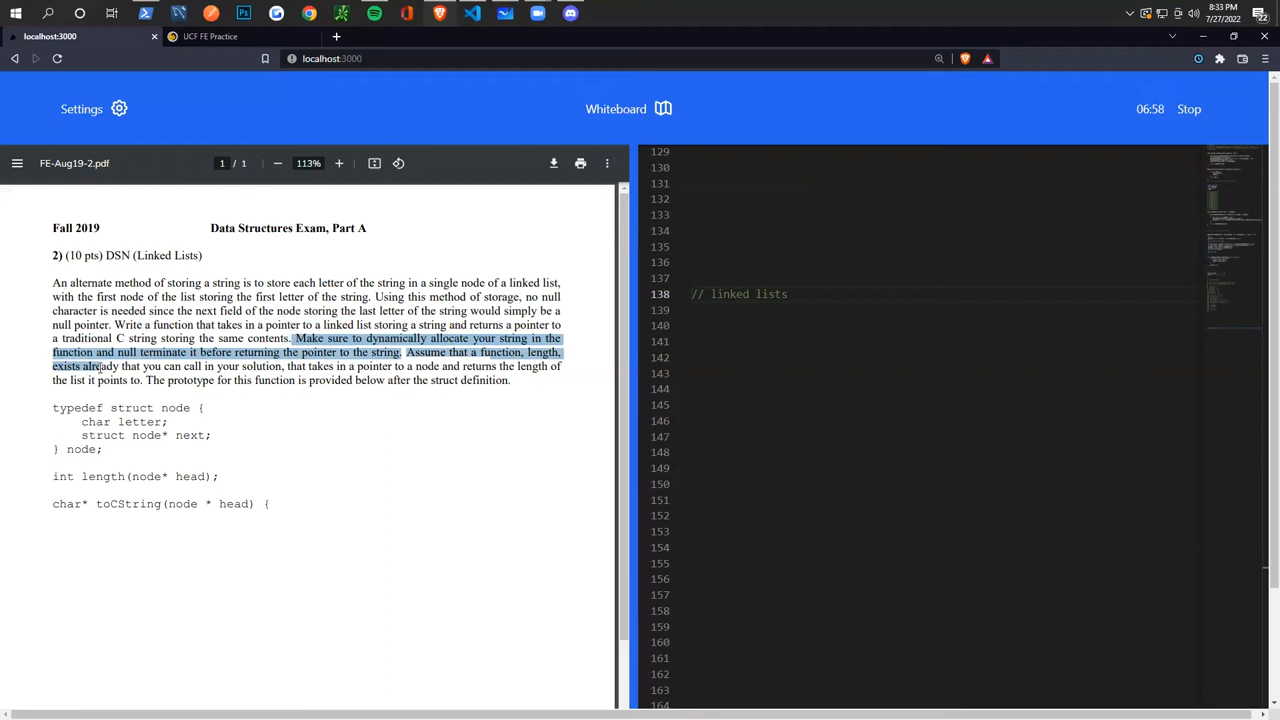 8:33 PM
7/27/2022
22
localhost:3000
UCF FE Practice
localhost:3000
Settings
Whiteboard
06:58 Stop
FE-Aug19-2.pdf
1 / 1
113%
Fall 2019 Data Structures Exam, Part A
2) (10 pts) DSN (Linked Lists)
An alternate method of storing a string is to store each letter of the string in a single node of a linked list,
with the first node of the list storing the first letter of the string. Using this method of storage, no null
character is needed since the next field of the node storing the last letter of the string would simply be a
null pointer. Write a function that takes in a pointer to a linked list storing a string and returns a pointer to
a traditional C string storing the same contents. Make sure to dynamically allocate your string in the
function and null terminate it before returning the pointer to the string. Assume that a function, length,
exists already that you can call in your solution, that takes in a pointer to a node and returns the length of
the list it points to. The prototype for this function is provided below after the struct definition.
typedef struct node {
char letter;
struct node* next;
} node;
int length(node* head);
char* toCString(node * head) {
129
130
131
132
133
134
135
136
137
138 // linked lists
139
140
141
142
143
144
145
146
147
148
149
150
151
152
153
154
155
156
157
158
159
160
161
162
163
164